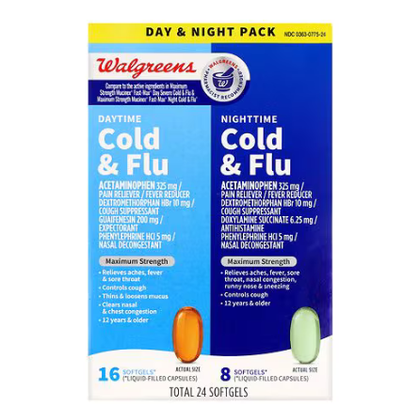 DAY & NIGHT PACK
NDC 0363-0775-24
Walgreens
WALGREENS
PHARMACIST RECOMMENDED
Compare to the active ingredients in Maximum
Strength Mucinex® Fast-Max® Day Severe Cold & Flu &
Maximum Strength Mucinex® Fast-Max® Night Cold & Flu
DAYTIME
Cold
& Flu
ACETAMINOPHEN 325 mg /
PAIN RELIEVER / FEVER REDUCER
DEXTROMETHORPHAN HBr 10 mg /
COUGH SUPPRESSANT
GUAIFENESIN 200 mg /
EXPECTORANT
PHENYLEPHRINE HCl 5 mg /
NASAL DECONGESTANT
Maximum Strength
• Relieves aches, fever
& sore throat
• Controls cough
• Thins & loosens mucus
• Clears nasal
& chest congestion
• 12 years & older
16 SOFTGELS*
(*LIQUID-FILLED CAPSULES)
ACTUAL SIZE
NIGHTTIME
Cold
& Flu
ACETAMINOPHEN 325 mg /
PAIN RELIEVER / FEVER REDUCER
DEXTROMETHORPHAN HBr 10 mg /
COUGH SUPPRESSANT
DOXYLAMINE SUCCINATE 6.25 mg /
ANTIHISTAMINE
PHENYLEPHRINE HCl 5 mg /
NASAL DECONGESTANT
Maximum Strength
• Relieves aches, fever, sore
throat, nasal congestion,
runny nose & sneezing
• Controls cough
• 12 years & older
8 SOFTGELS*
(*LIQUID-FILLED CAPSULES)
ACTUAL SIZE
TOTAL 24 SOFTGELS